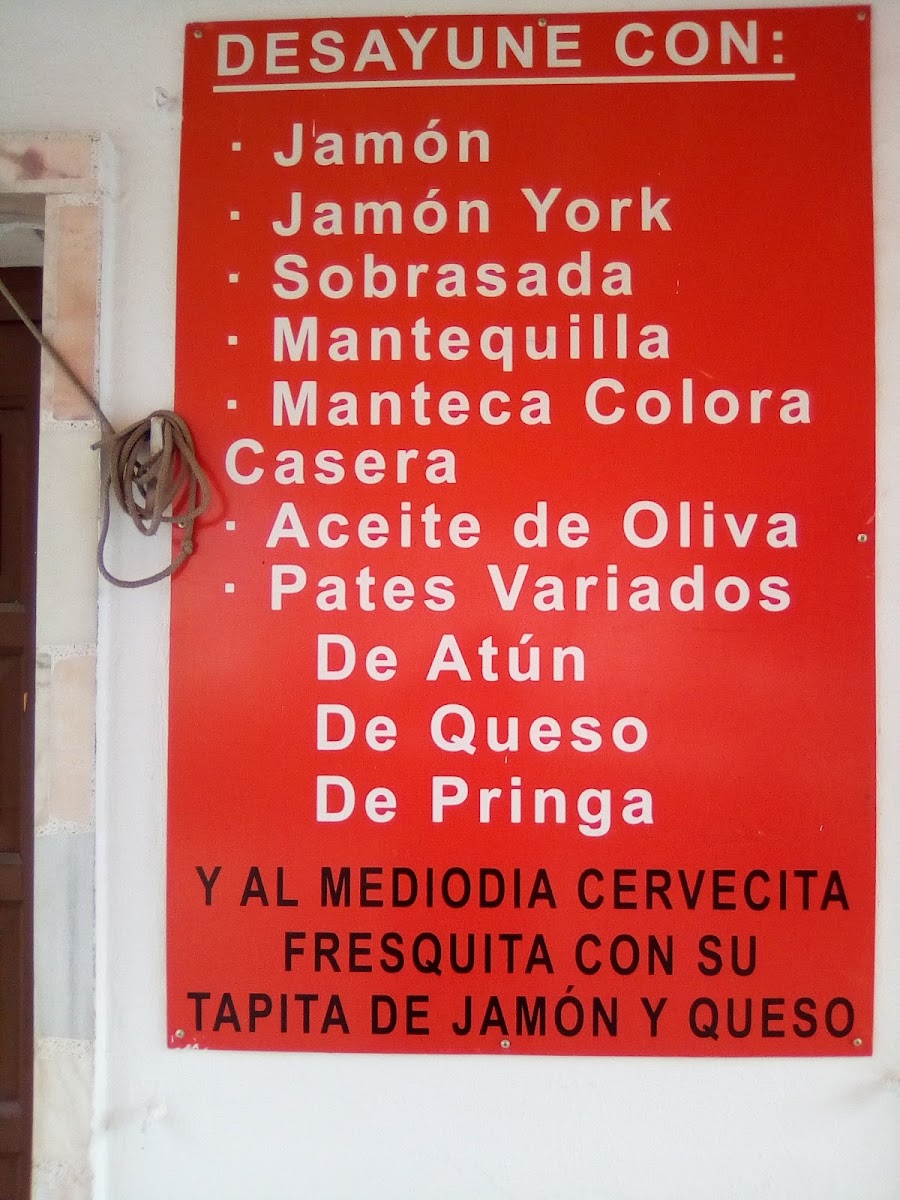 DESAYUNE CON:
· Jamón
· Jamón York
· Sobrasada
· Mantequilla
· Manteca Colora
Casera
· Aceite de Oliva
· Pates Variados
De Atún
De Queso
De Pringa
Y AL MEDIODIA CERVECITA
FRESQUITA CON SU
TAPITA DE JAMÓN Y QUESO